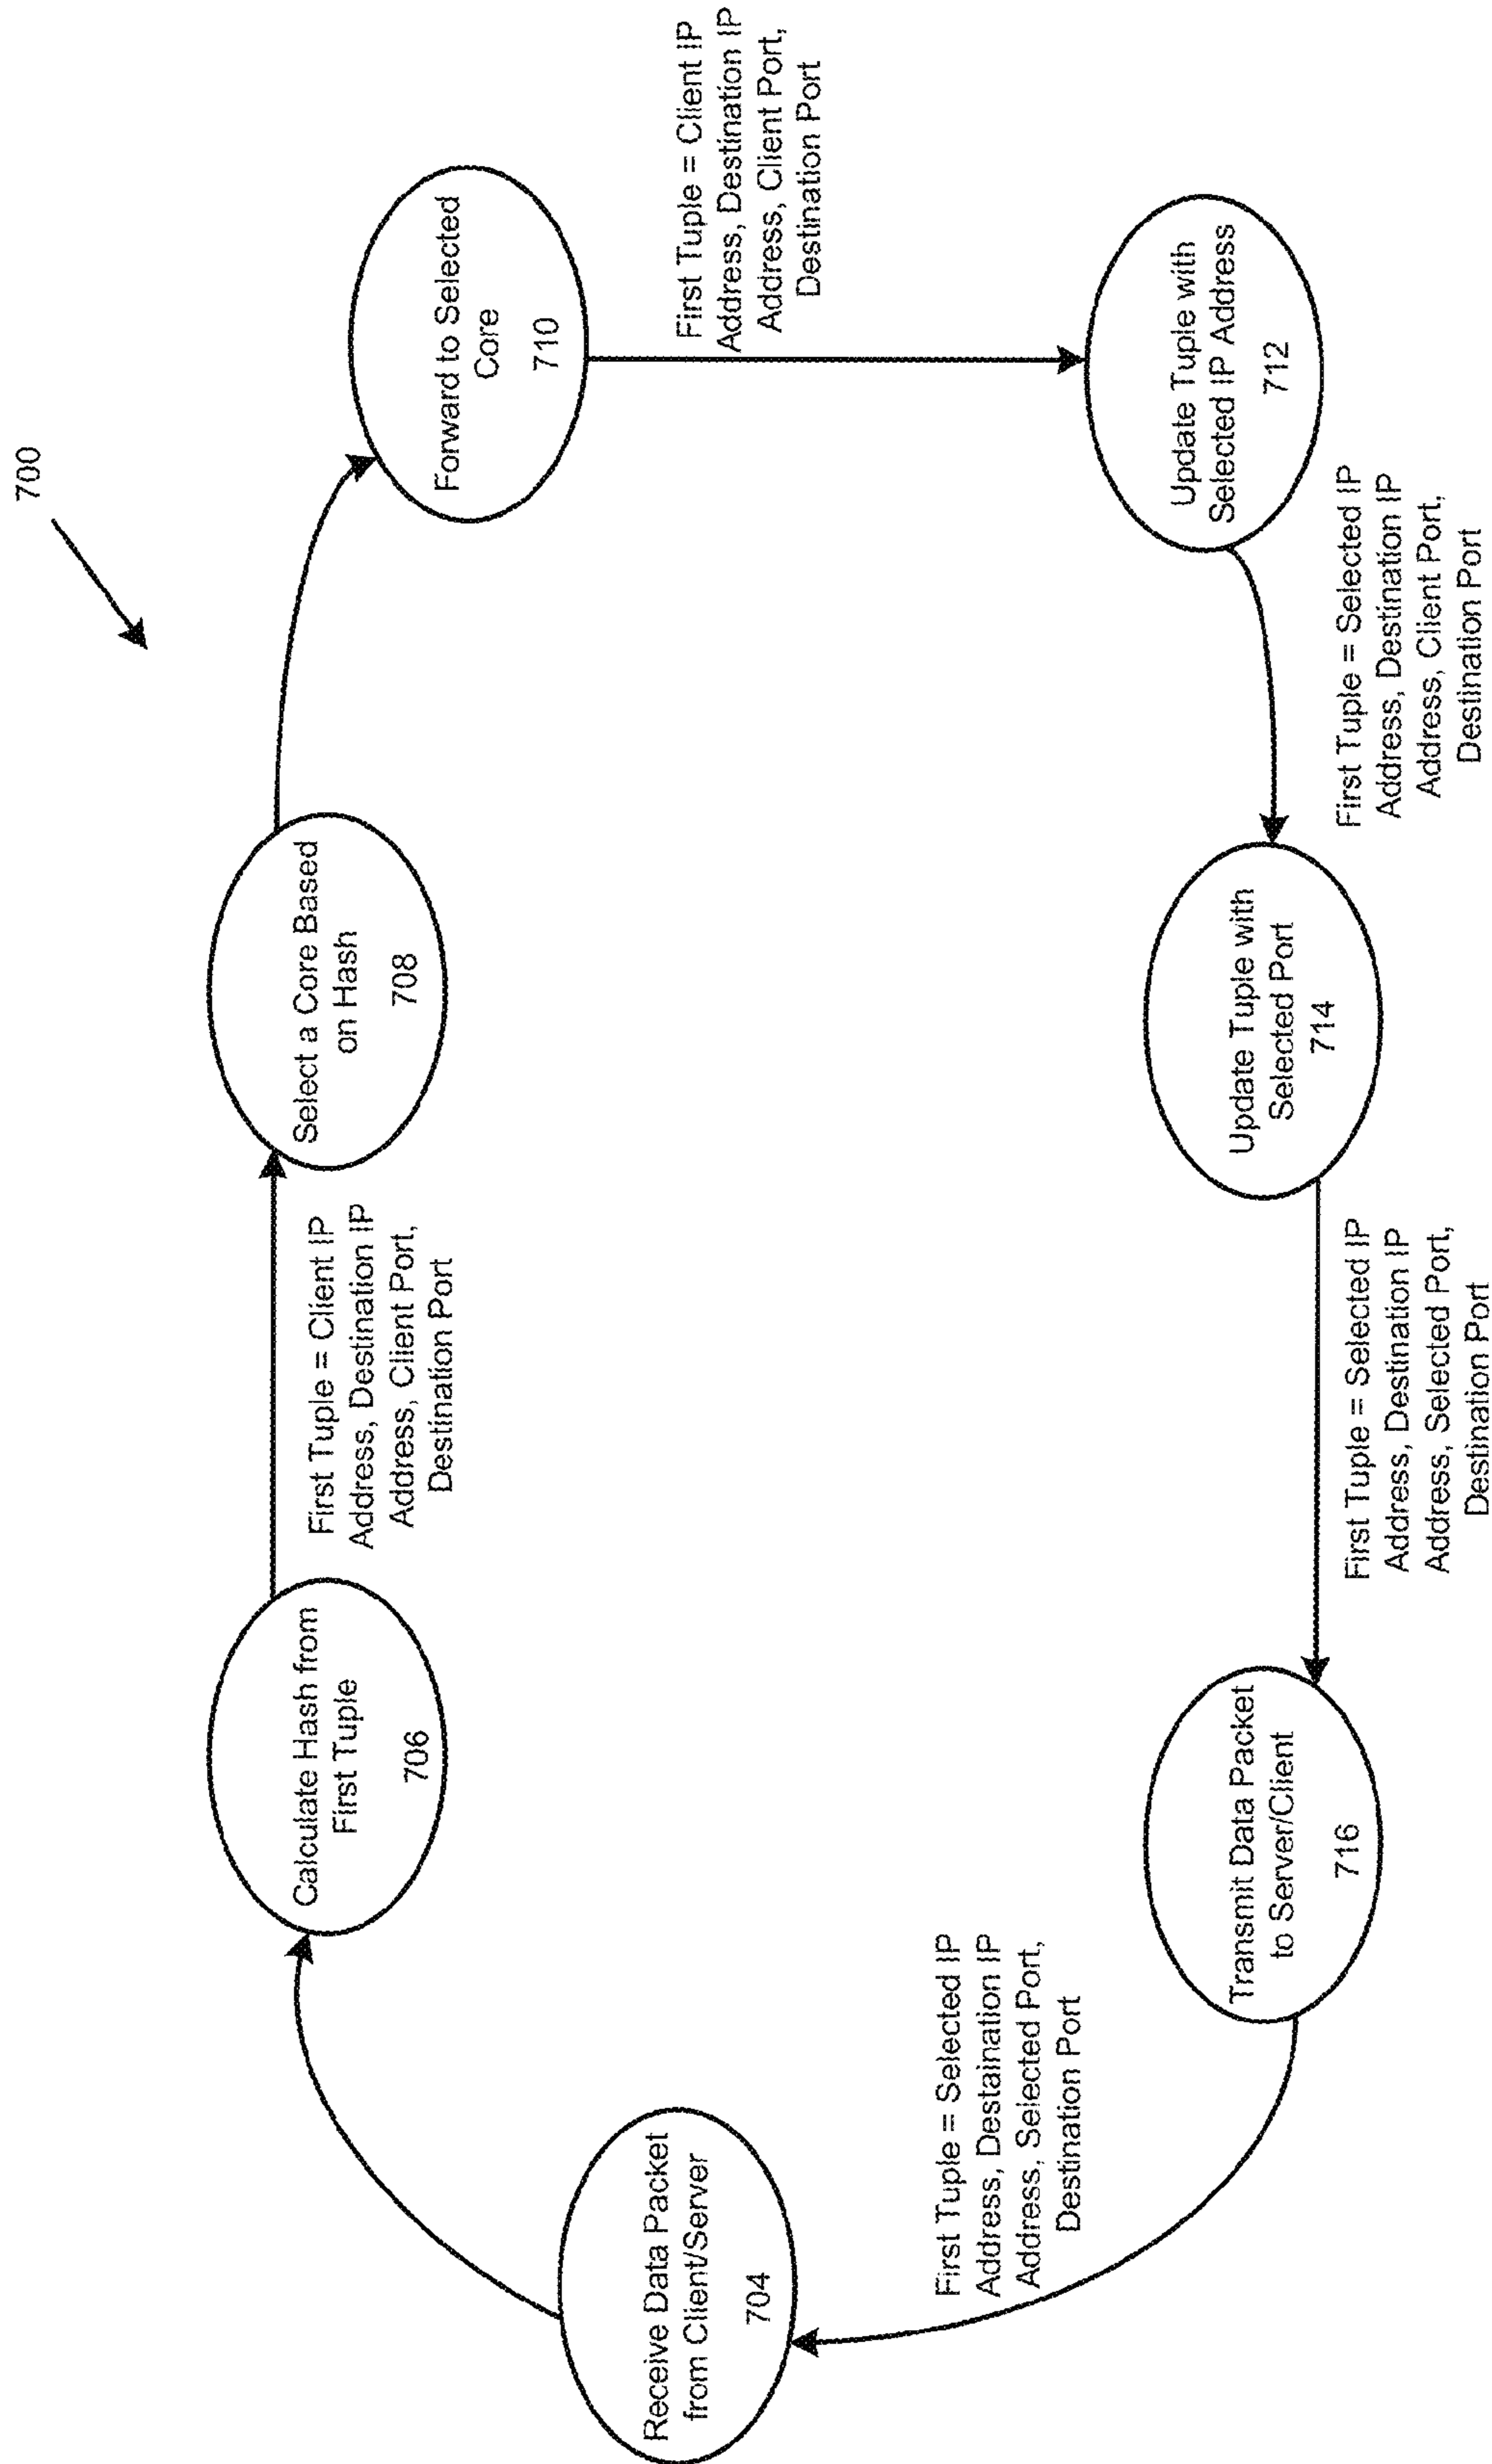 700
Receive Data Packet
from Client/Server
704
Calculate Hash from
First Tuple
706
First Tuple = Client IP
Address, Destination IP
Address, Client Port,
Destination Port
Select a Core Based
on Hash
708
Forward to Selected
Core
710
First Tuple = Client IP
Address, Destination IP
Address, Client Port,
Destination Port
Update Tuple with
Selected IP Address
712
First Tuple = Selected IP
Address, Destination IP
Address, Client Port,
Destination Port
Update Tuple with
Selected Port
714
First Tuple = Selected IP
Address, Destination IP
Address, Selected Port,
Destination Port
Transmit Data Packet
to Server/Client
716
First Tuple = Selected IP
Address, Destaination IP
Address, Selected Port,
Destination Port